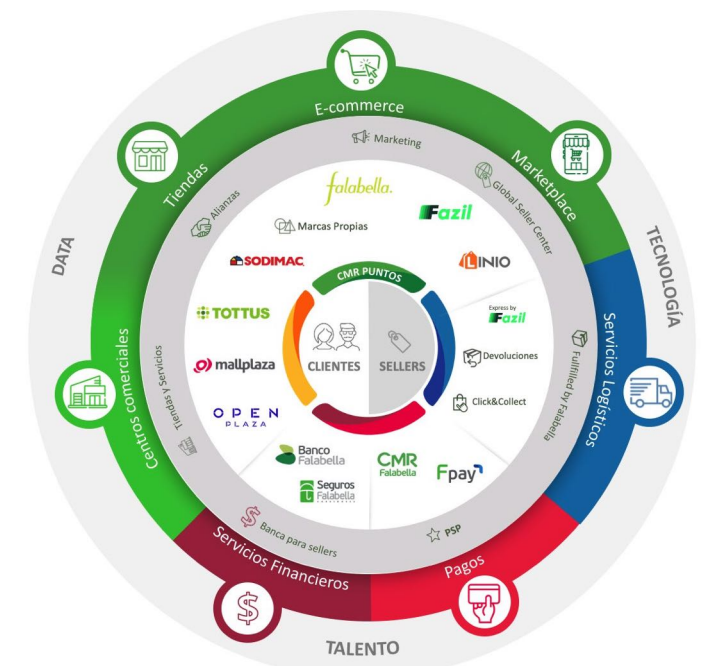 E-commerce
Marketing
Tiendas
Marketplace
Alianzas
Global Seller Center
falabella.
Fazil
Marcas Propias
SODIMAC
LINIO
CMR PUNTOS
DATA
TECNOLOGÍA
TOTTUS
Express by
Fazil
CLIENTES
SELLERS
mallplaza
Devoluciones
Click&Collect
OPEN
PLAZA
Centros comerciales
Tiendas y Servicios
Servicios Logísticos
Fulfilled by Falabella
Banco
Falabella
Seguros
Falabella
CMR
Falabella
Fpay
Banca para sellers
PSP
Servicios Financieros
Pagos
TALENTO